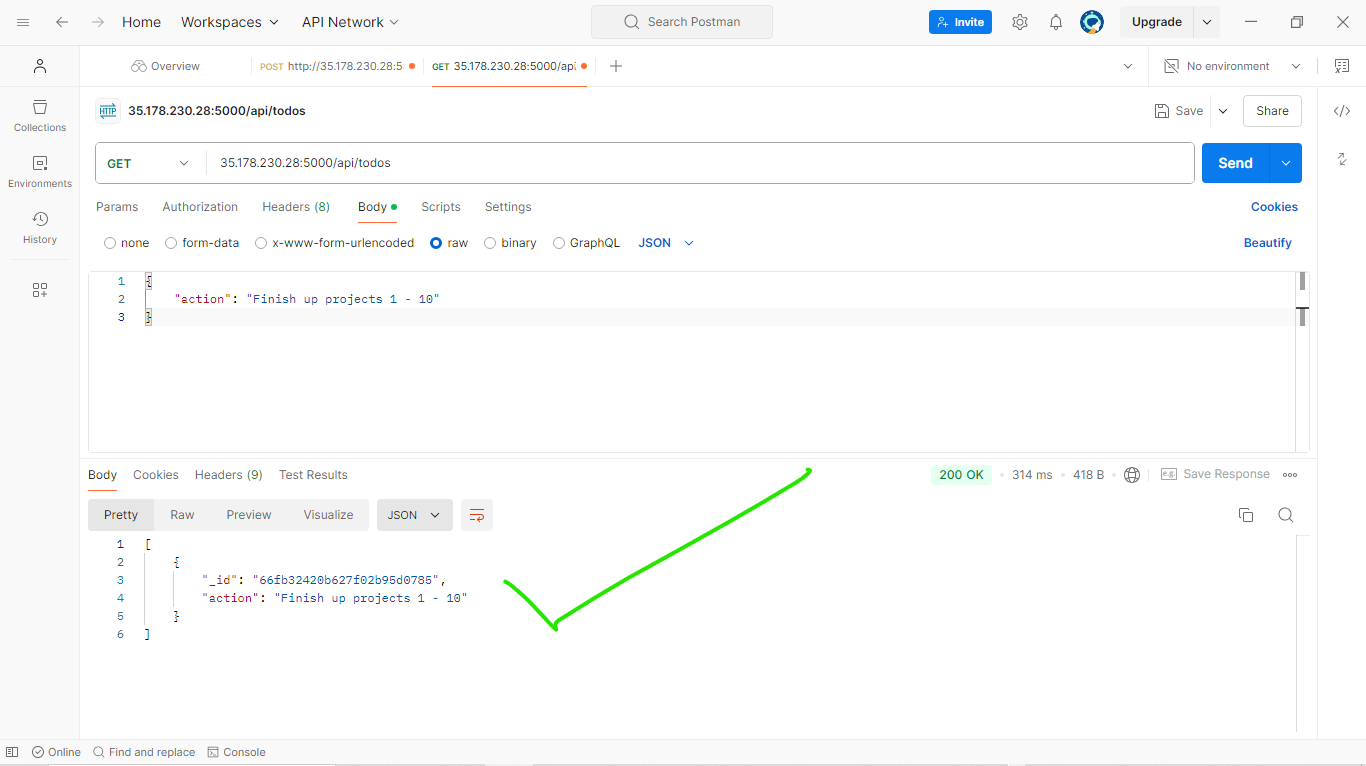 Home Workspaces API Network Search Postman Invite Upgrade
Overview POST http://35.178.230.28:5 GET 35.178.230.28:5000/api No environment
HTTP 35.178.230.28:5000/api/todos Save Share
Collections
GET 35.178.230.28:5000/api/todos Send
Environments
Params Authorization Headers (8) Body Scripts Settings Cookies
History
none form-data x-www-form-urlencoded raw binary GraphQL JSON Beautify
1 {
2 "action": "Finish up projects 1 - 10"
3 }
Body Cookies Headers (9) Test Results 200 OK 314 ms 418 B e.g. Save Response
Pretty Raw Preview Visualize JSON
1 [
2 {
3 "_id": "66fb32420b627f02b95d0785",
4 "action": "Finish up projects 1 - 10"
5 }
6 ]
Online Find and replace Console